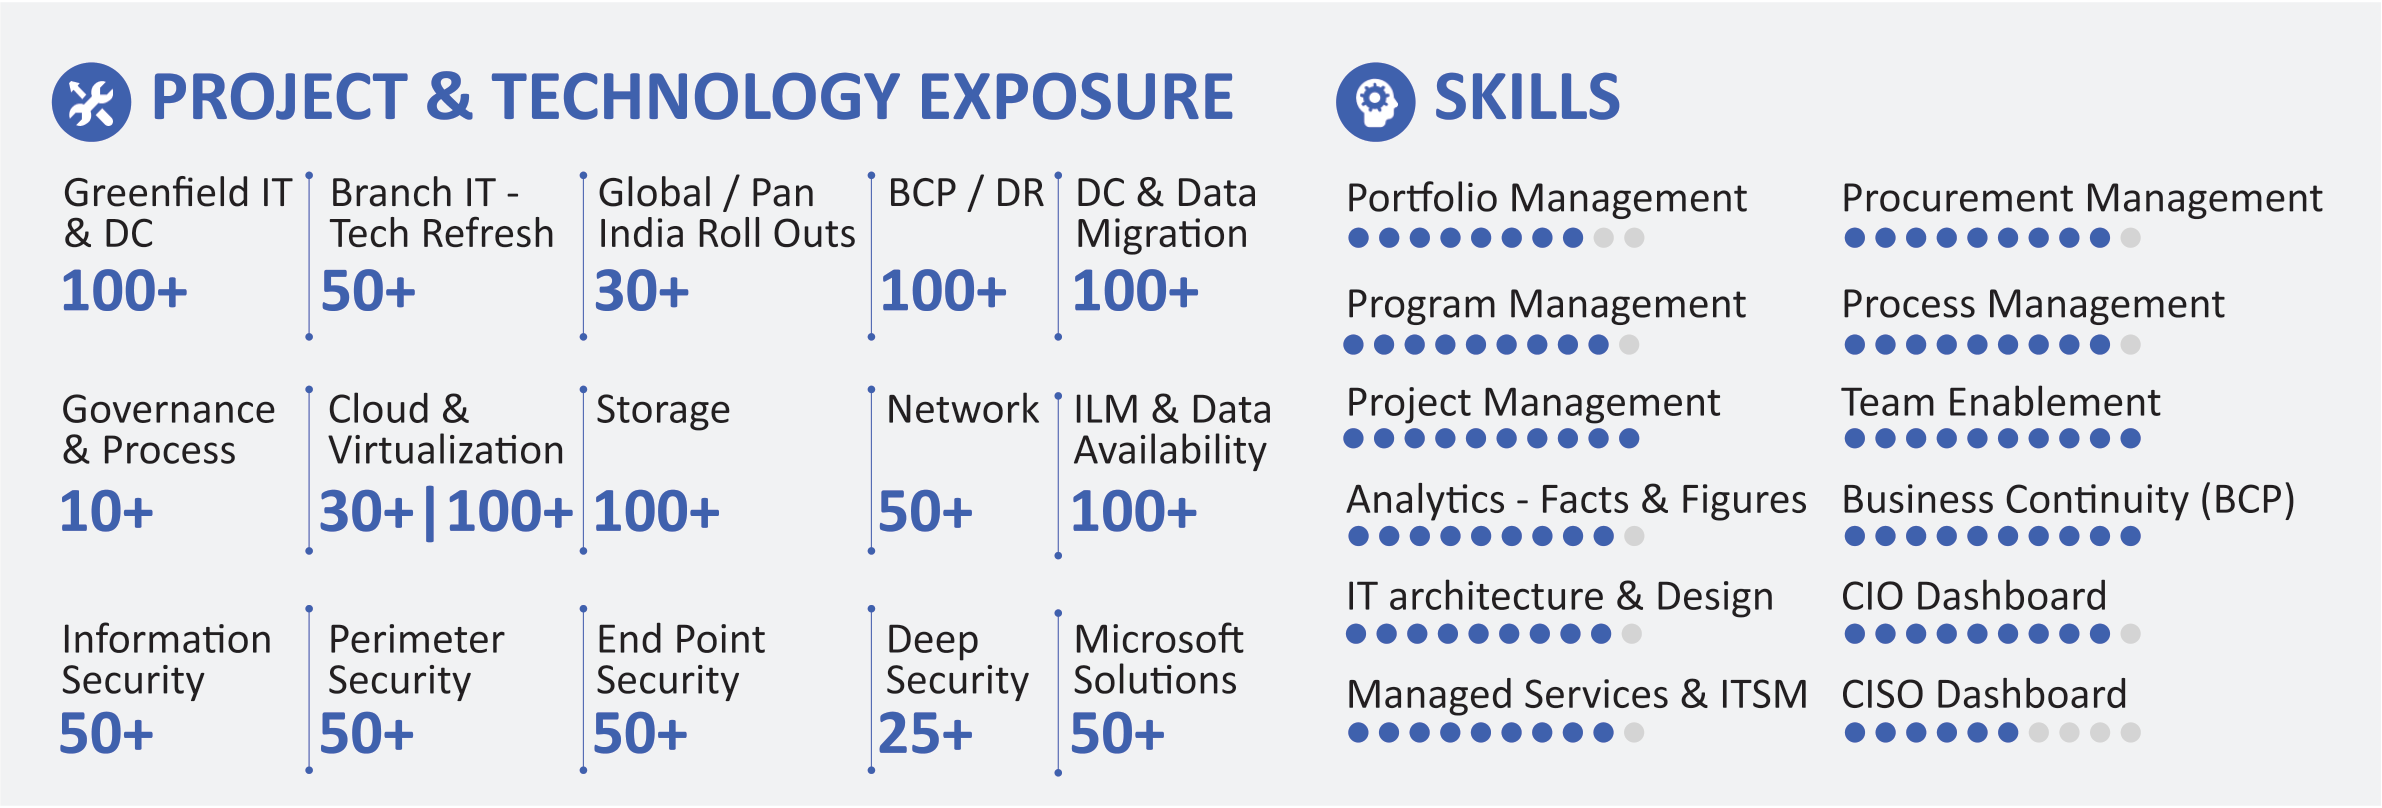 PROJECT & TECHNOLOGY EXPOSURE
Greenfield IT
& DC
100+
Branch IT -
Tech Refresh
50+
Global / Pan
India Roll Outs
30+
BCP / DR
100+
DC & Data
Migration
100+
Governance
& Process
10+
Cloud &
Virtualization
30+|100+
Storage
100+
Network
50+
ILM & Data
Availability
100+
Information
Security
50+
Perimeter
Security
50+
End Point
Security
50+
Deep
Security
25+
Microsoft
Solutions
50+
SKILLS
Portfolio Management
Program Management
Project Management
Analytics - Facts & Figures
IT architecture & Design
Managed Services & ITSM
Procurement Management
Process Management
Team Enablement
Business Continuity (BCP)
CIO Dashboard
CISO Dashboard